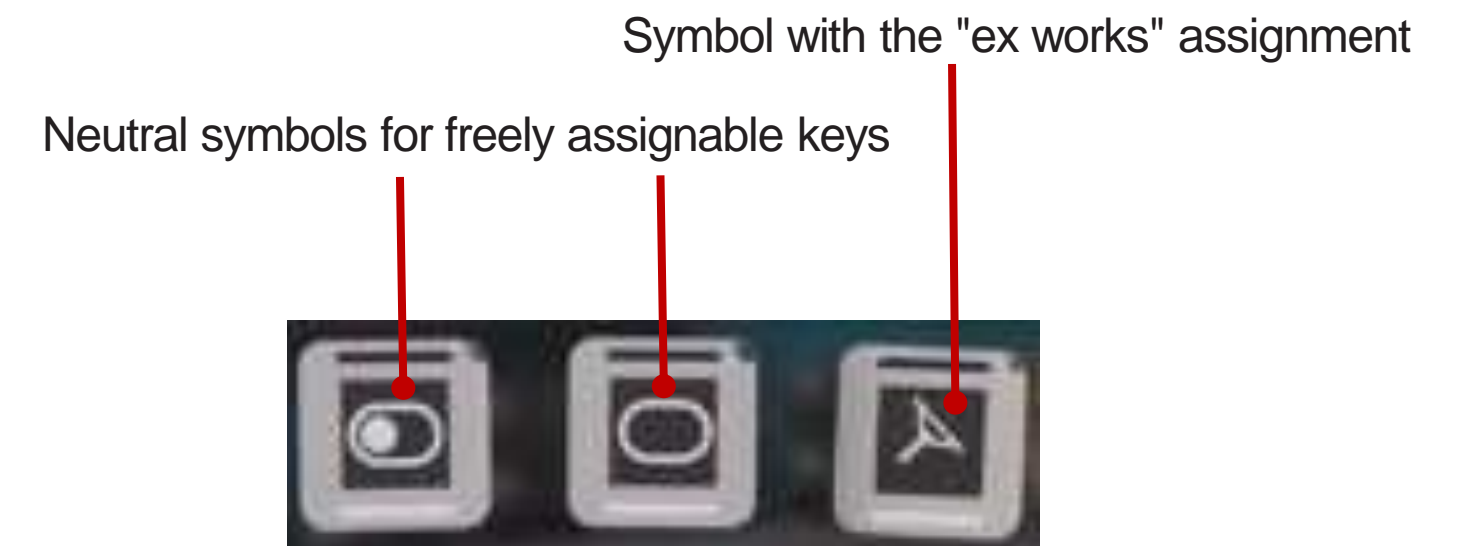 Symbol with the "ex works" assignment
Neutral symbols for freely assignable keys